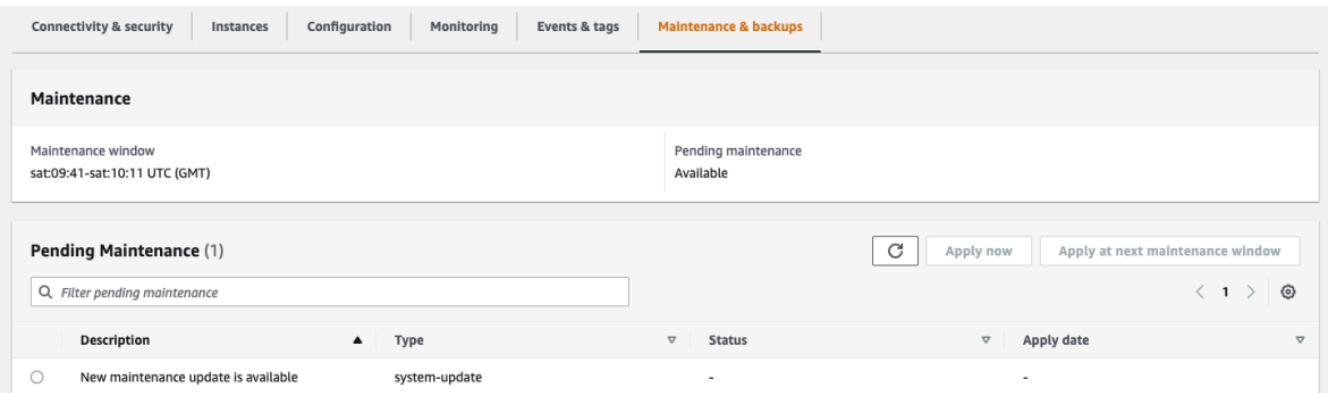 Connectivity & security Instances Configuration Monitoring Events & tags Maintenance & backups
Maintenance
Maintenance window
sat:09:41-sat:10:11 UTC (GMT)
Pending maintenance
Available
Pending Maintenance (1)
Apply now Apply at next maintenance window
Filter pending maintenance
1
Description Type Status Apply date
New maintenance update is available system-update - -